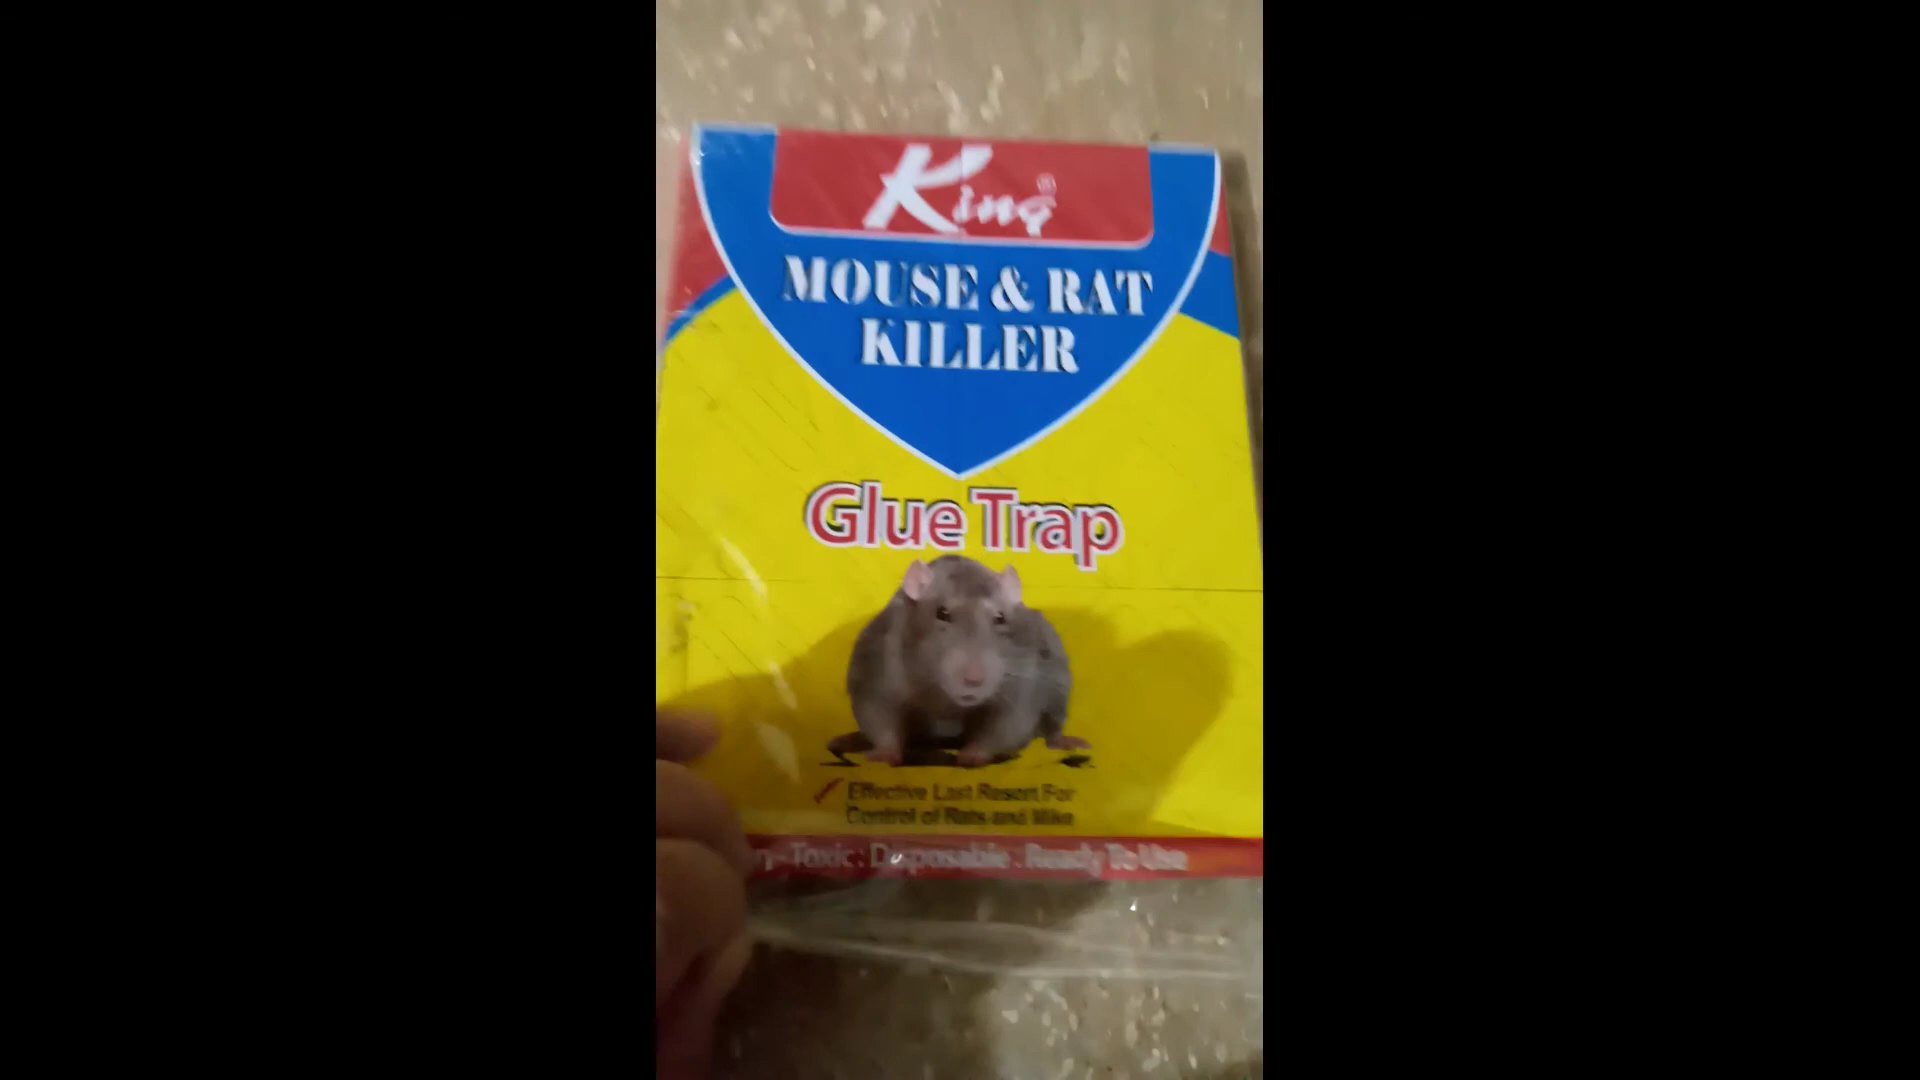 King®
MOUSE & RAT
KILLER
Glue Trap
Effective Last Resort For
Control of Rats and Mike
n-Toxic : Disposable . Ready To Use